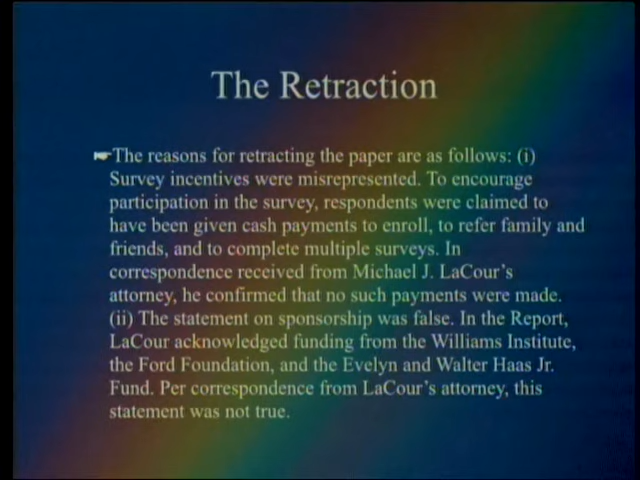 The Retraction
☛The reasons for retracting the paper are as follows: (i)
Survey incentives were misrepresented. To encourage
participation in the survey, respondents were claimed to
have been given cash payments to enroll, to refer family and
friends, and to complete multiple surveys. In
correspondence received from Michael J. LaCour's
attorney, he confirmed that no such payments were made.
(ii) The statement on sponsorship was false. In the Report,
LaCour acknowledged funding from the Williams Institute,
the Ford Foundation, and the Evelyn and Walter Haas Jr.
Fund. Per correspondence from LaCour's attorney, this
statement was not true.